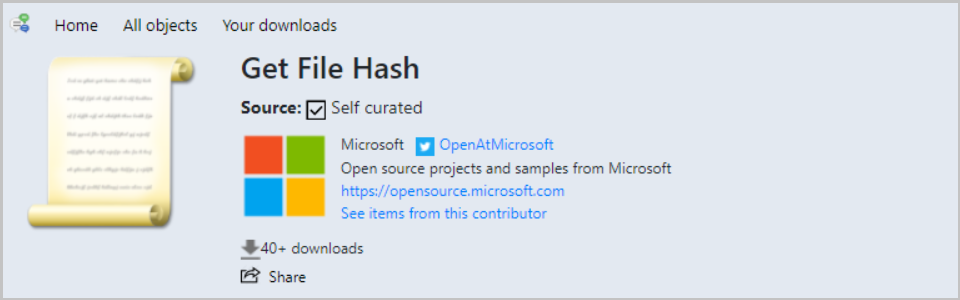 Home All objects Your downloads
Get File Hash
Source: Self curated
Microsoft OpenAtMicrosoft
Open source projects and samples from Microsoft
https://opensource.microsoft.com
See items from this contributor
40+ downloads
Share